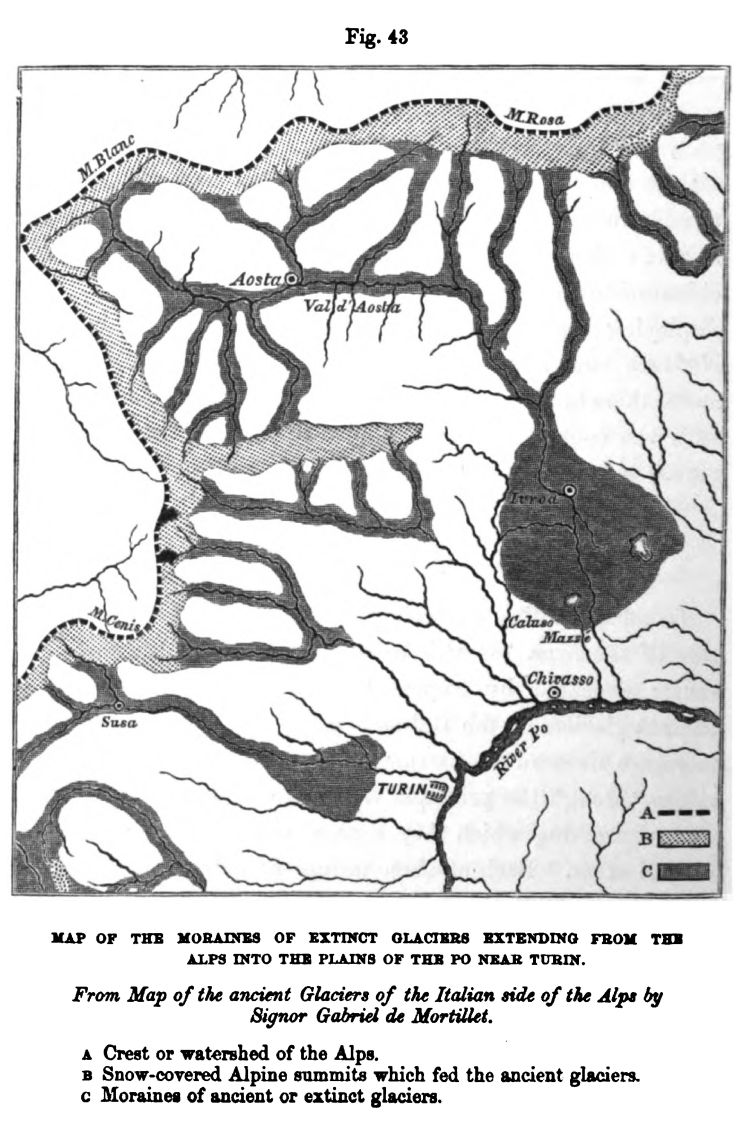 Fig. 43
M. Rosa
M. Blanc
Aosta
Val d'Aosta
Ivrea
M. Cenis
Caluso
Mazzé
Chivasso
Susa
River Po
TURIN
A
B
C
MAP OF THE MORAINES OF EXTINCT GLACIERS EXTENDING FROM THE
ALPS INTO THE PLAINS OF THE PO NEAR TURIN.
From Map of the ancient Glaciers of the Italian side of the Alps by
Signor Gabriel de Mortillet.
A Crest or watershed of the Alps.
B Snow-covered Alpine summits which fed the ancient glaciers.
C Moraines of ancient or extinct glaciers.